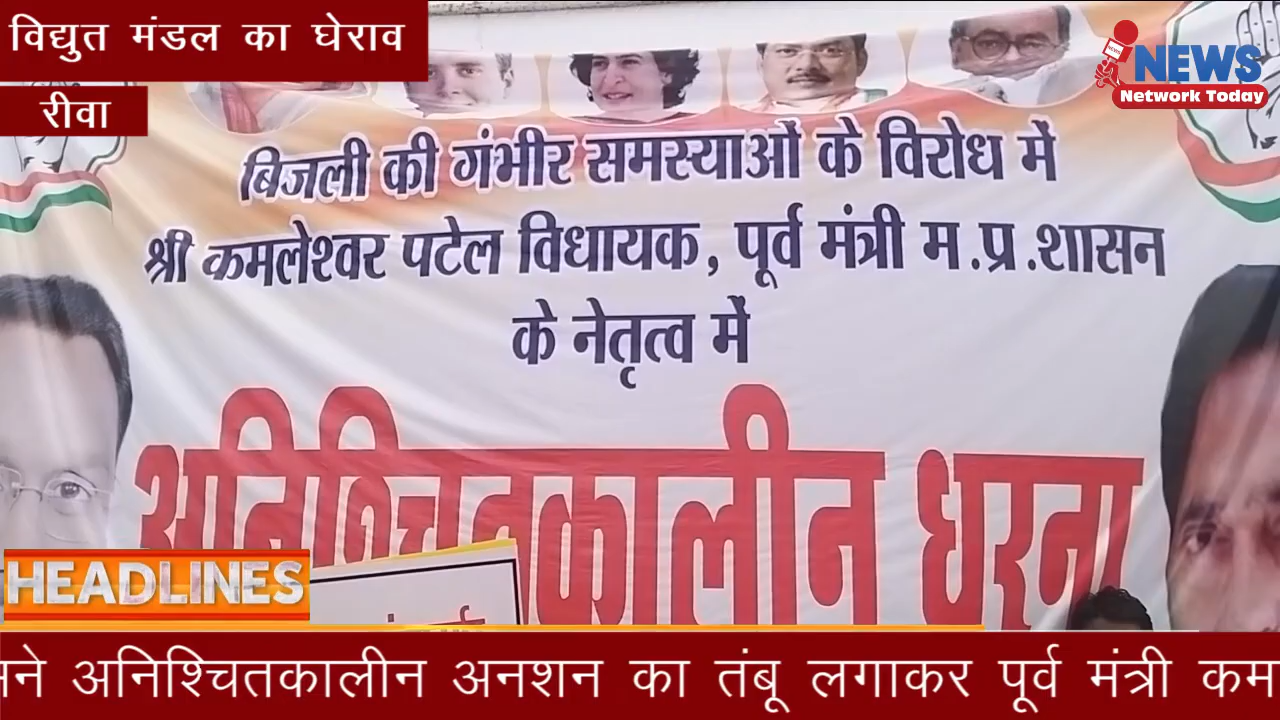 विद्युत मंडल का घेराव
रीवा
NEWS
Network Today
बिजली की गंभीर समस्याओं के विरोध में
श्री कमलेश्वर पटेल विधायक, पूर्व मंत्री म.प्र.शासन
के नेतृत्व में
अनिश्चितकालीन धरना
HEADLINES
अनिश्चितकालीन अनशन का तंबू लगाकर पूर्व मंत्री कम